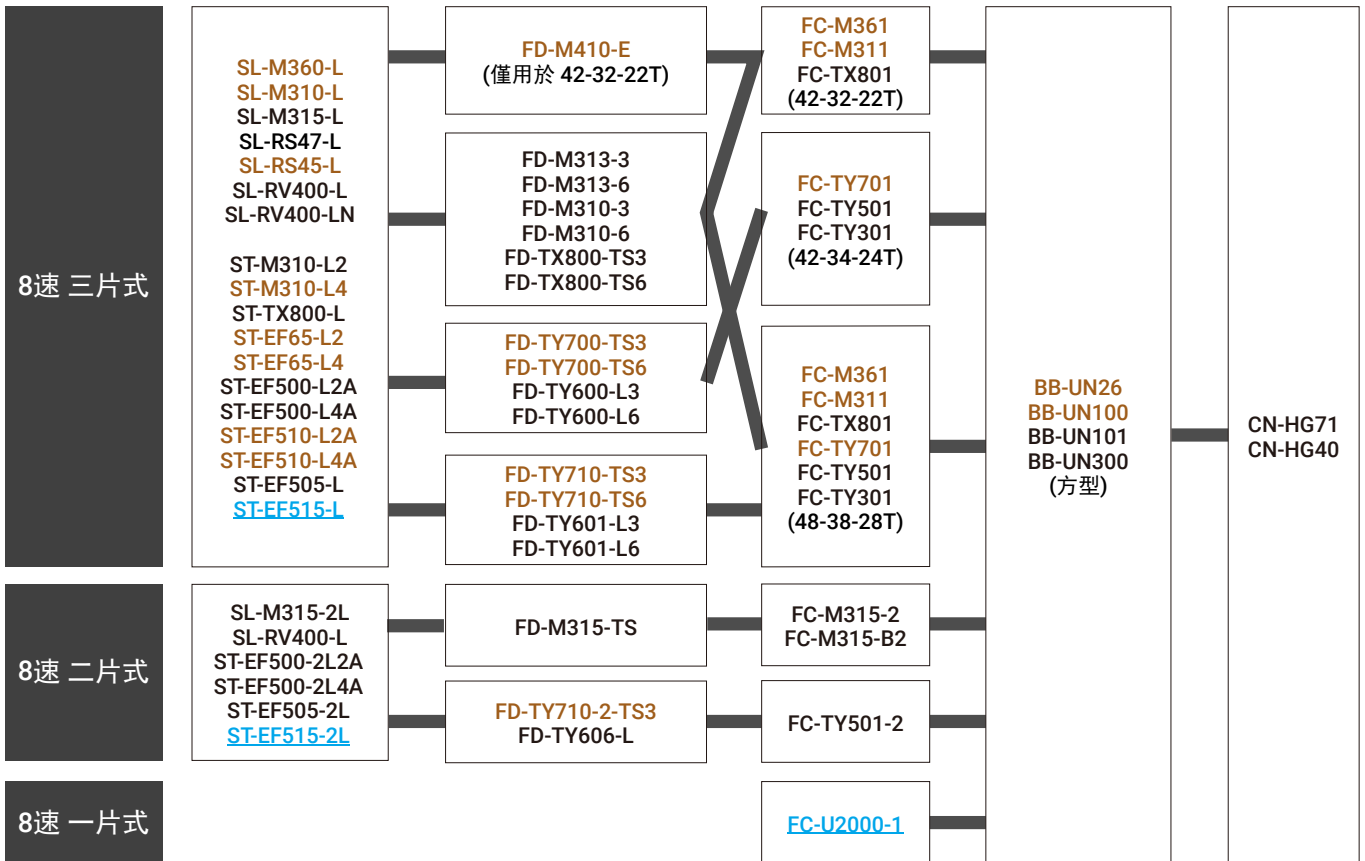 8速 三片式
SL-M360-L
SL-M310-L
SL-M315-L
SL-RS47-L
SL-RS45-L
SL-RV400-L
SL-RV400-LN
ST-M310-L2
ST-M310-L4
ST-TX800-L
ST-EF65-L2
ST-EF65-L4
ST-EF500-L2A
ST-EF500-L4A
ST-EF510-L2A
ST-EF510-L4A
ST-EF505-L
ST-EF515-L
FD-M410-E
(僅用於 42-32-22T)
FD-M313-3
FD-M313-6
FD-M310-3
FD-M310-6
FD-TX800-TS3
FD-TX800-TS6
FD-TY700-TS3
FD-TY700-TS6
FD-TY600-L3
FD-TY600-L6
FD-TY710-TS3
FD-TY710-TS6
FD-TY601-L3
FD-TY601-L6
FC-M361
FC-M311
FC-TX801
(42-32-22T)
FC-TY701
FC-TY501
FC-TY301
(42-34-24T)
FC-M361
FC-M311
FC-TX801
FC-TY701
FC-TY501
FC-TY301
(48-38-28T)
8速 二片式
SL-M315-2L
SL-RV400-L
ST-EF500-2L2A
ST-EF500-2L4A
ST-EF505-2L
ST-EF515-2L
FD-M315-TS
FD-TY710-2-TS3
FD-TY606-L
FC-M315-2
FC-M315-B2
FC-TY501-2
8速 一片式
FC-U2000-1
BB-UN26
BB-UN100
BB-UN101
BB-UN300
(方型)
CN-HG71
CN-HG40